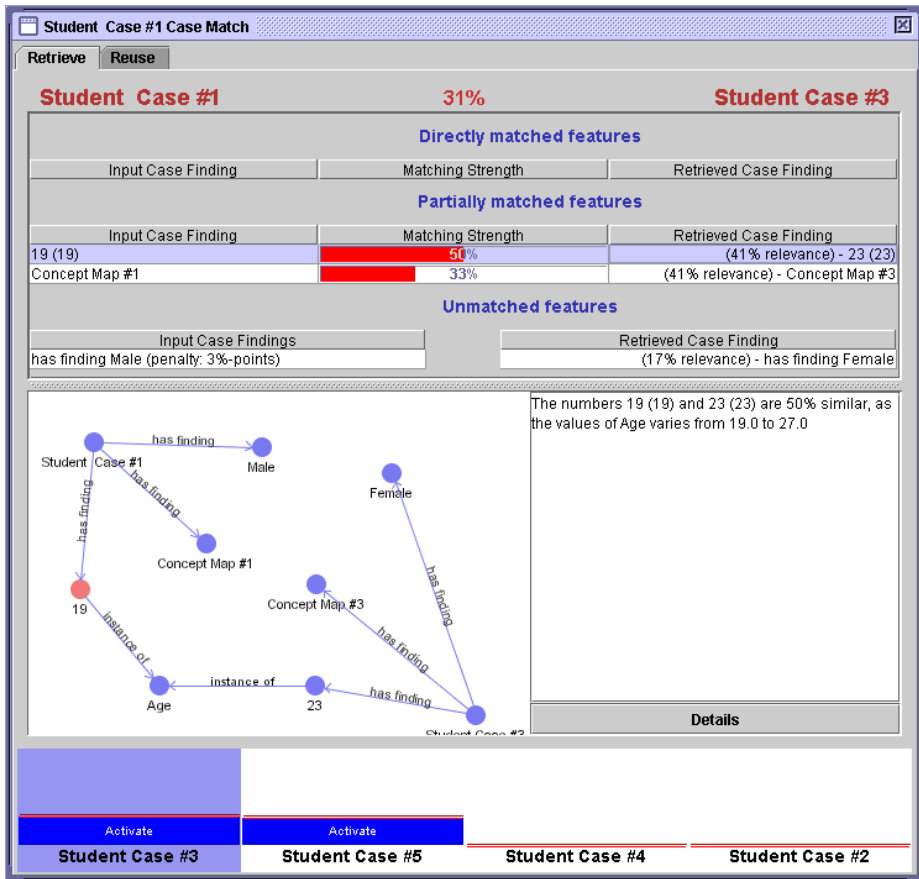 Student Case #1 Case Match
Retrieve Reuse
Student Case #1 31% Student Case #3
Directly matched features
Input Case Finding Matching Strength Retrieved Case Finding
Partially matched features
Input Case Finding Matching Strength Retrieved Case Finding
19 (19) 50% (41% relevance) - 23 (23)
Concept Map #1 33% (41% relevance) - Concept Map #3
Unmatched features
Input Case Findings Retrieved Case Finding
has finding Male (penalty: 3%-points) (17% relevance) - has finding Female
The numbers 19 (19) and 23 (23) are 50% similar, as
the values of Age varies from 19.0 to 27.0
has finding
Student Case #1
Male
has finding
has finding
Female
Concept Map #1
has finding
Concept Map #3
19
instance of
has finding
instance of
has finding
Age
23
Student Case #3
Details
Activate Activate
Student Case #3 Student Case #5 Student Case #4 Student Case #2